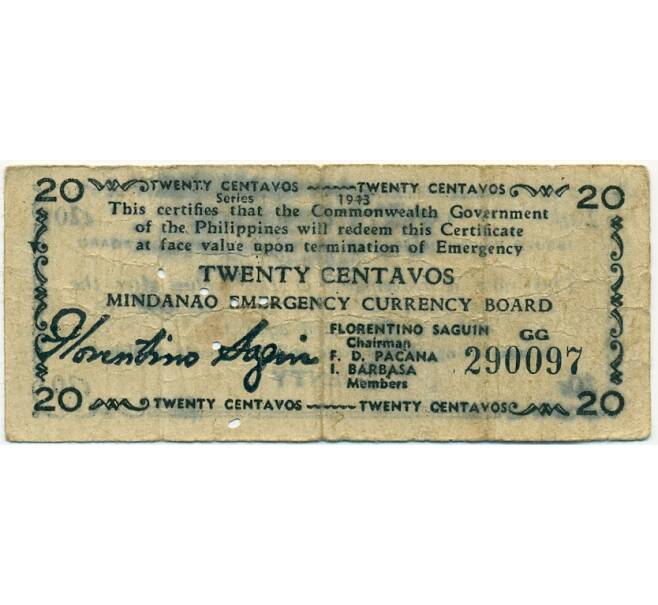 20 TWENTY CENTAVOS TWENTY CENTAVOS 20
Series 1943
This certifies that the Commonwealth Government
of the Philippines will redeem this Certificate
at face value upon termination of Emergency
TWENTY CENTAVOS
MINDANAO EMERGENCY CURRENCY BOARD
Florentino Saguin
FLORENTINO SAGUIN
Chairman
F. D. PACANA
I. BARBASA
Members
GG
290097
20 TWENTY CENTAVOS TWENTY CENTAVOS 20